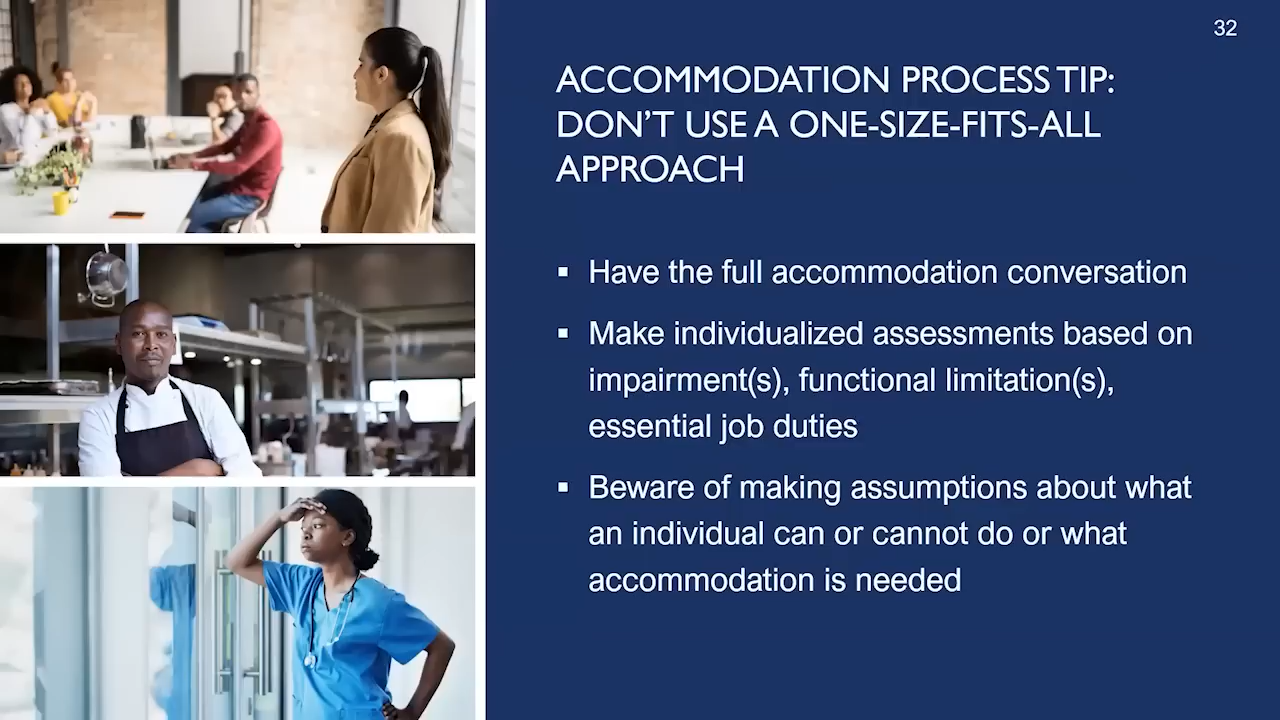 32
ACCOMMODATION PROCESS TIP:
DON’T USE A ONE-SIZE-FITS-ALL
APPROACH
▪ Have the full accommodation conversation
▪ Make individualized assessments based on
impairment(s), functional limitation(s),
essential job duties
▪ Beware of making assumptions about what
an individual can or cannot do or what
accommodation is needed